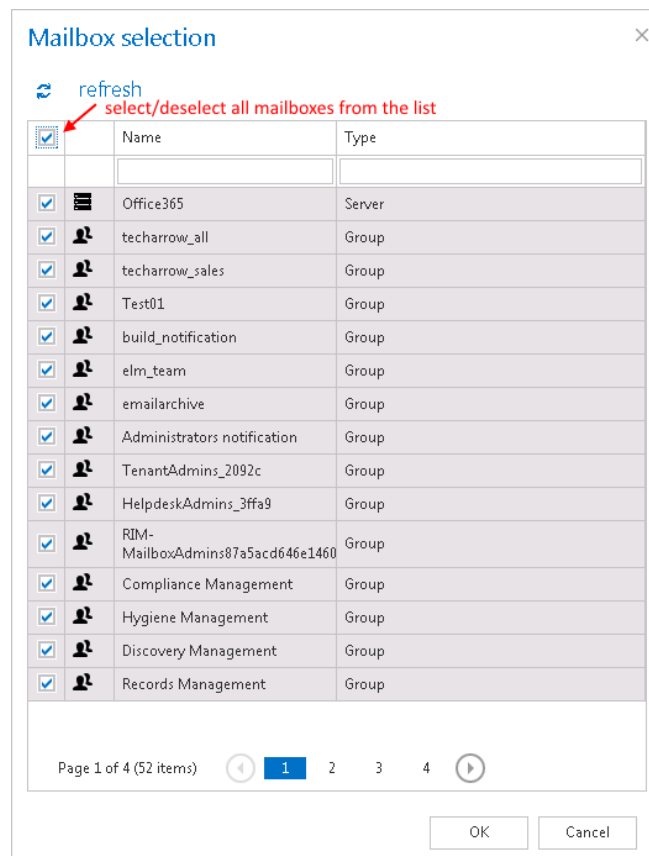 Mailbox selection
refresh
select/deselect all mailboxes from the list
Name Type
Office365 Server
techarrow_all Group
techarrow_sales Group
Test01 Group
build_notification Group
elm_team Group
emailarchive Group
Administrators notification Group
TenantAdmins_2092c Group
HelpdeskAdmins_3ffa9 Group
RIM-
MailboxAdmins87a5acd646e1460 Group
Compliance Management Group
Hygiene Management Group
Discovery Management Group
Records Management Group
Page 1 of 4 (52 items) 1 2 3 4
OK Cancel